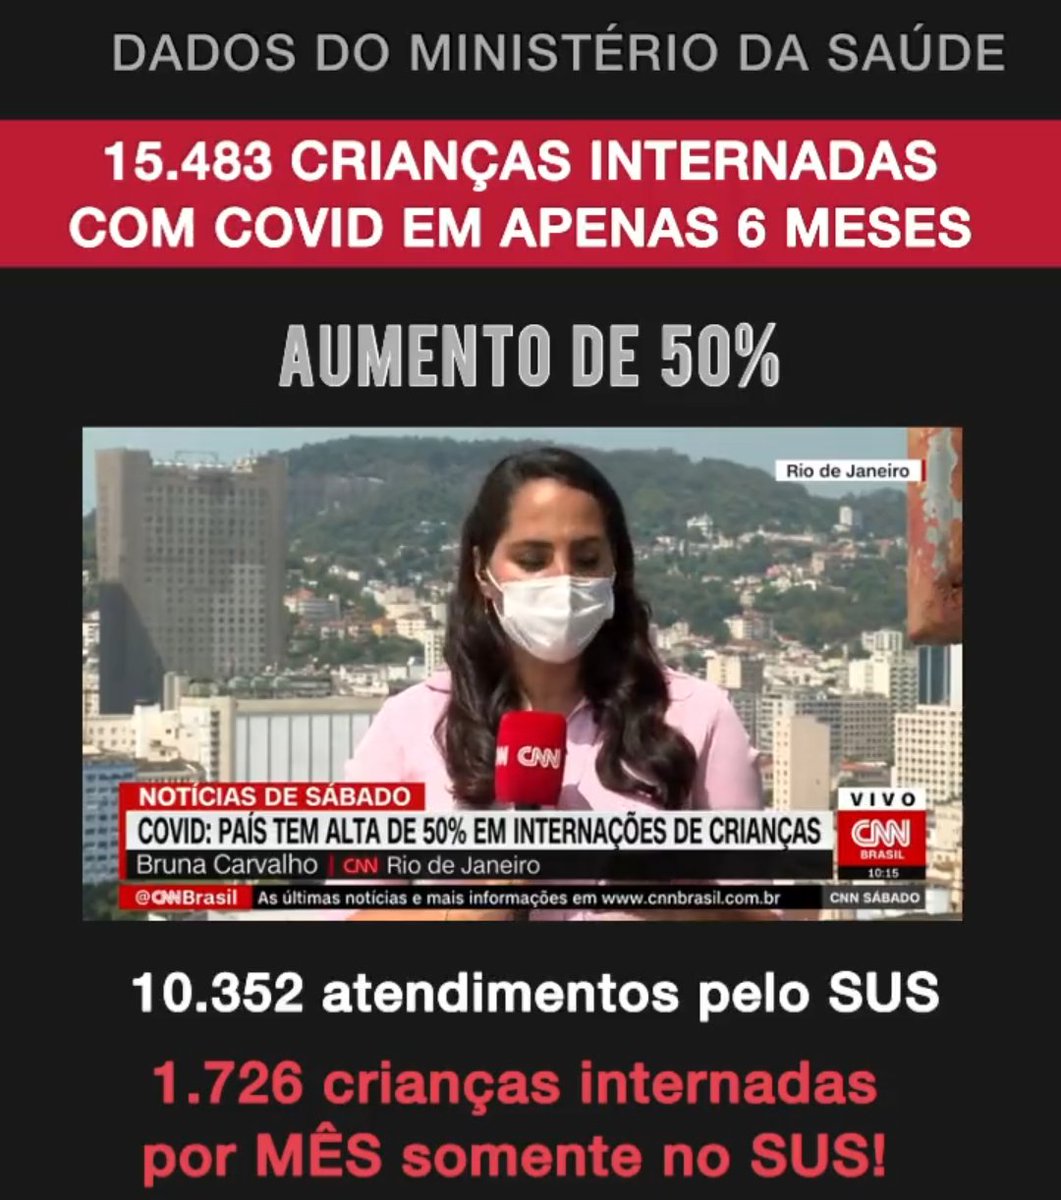 DADOS DO MINISTÉRIO DA SAÚDE
15.483 CRIANÇAS INTERNADAS
COM COVID EM APENAS 6 MESES
AUMENTO DE 50%
Rio de Janeiro
CNN
NOTÍCIAS DE SÁBADO
COVID: PAÍS TEM ALTA DE 50% EM INTERNAÇÕES DE CRIANÇAS
Bruna Carvalho | CNN Rio de Janeiro
VIVO
CNN
BRASIL
10:15
@CNNBrasil As últimas notícias e mais informações em www.cnnbrasil.com.br
CNN SÁBADO
10.352 atendimentos pelo SUS
1.726 crianças internadas
por MÊS somente no SUS!